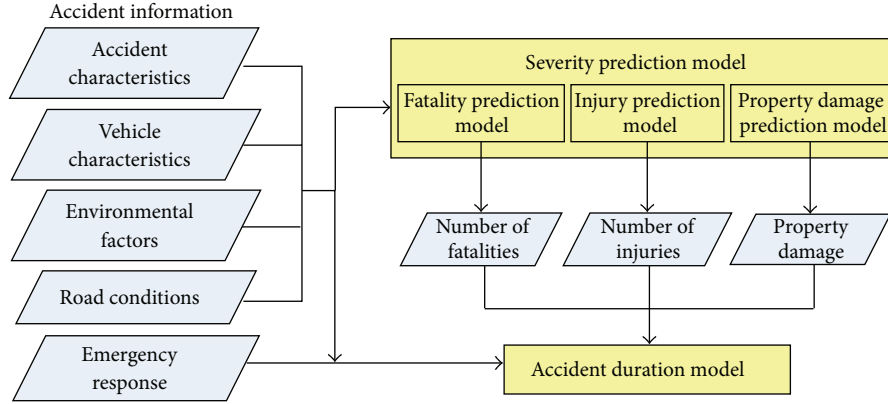 Accident information
Accident
characteristics
Vehicle
characteristics
Environmental
factors
Road conditions
Emergency
response
Severity prediction model
Fatality prediction
model
Injury prediction
model
Property damage
prediction model
Number of
fatalities
Number of
injuries
Property
damage
Accident duration model